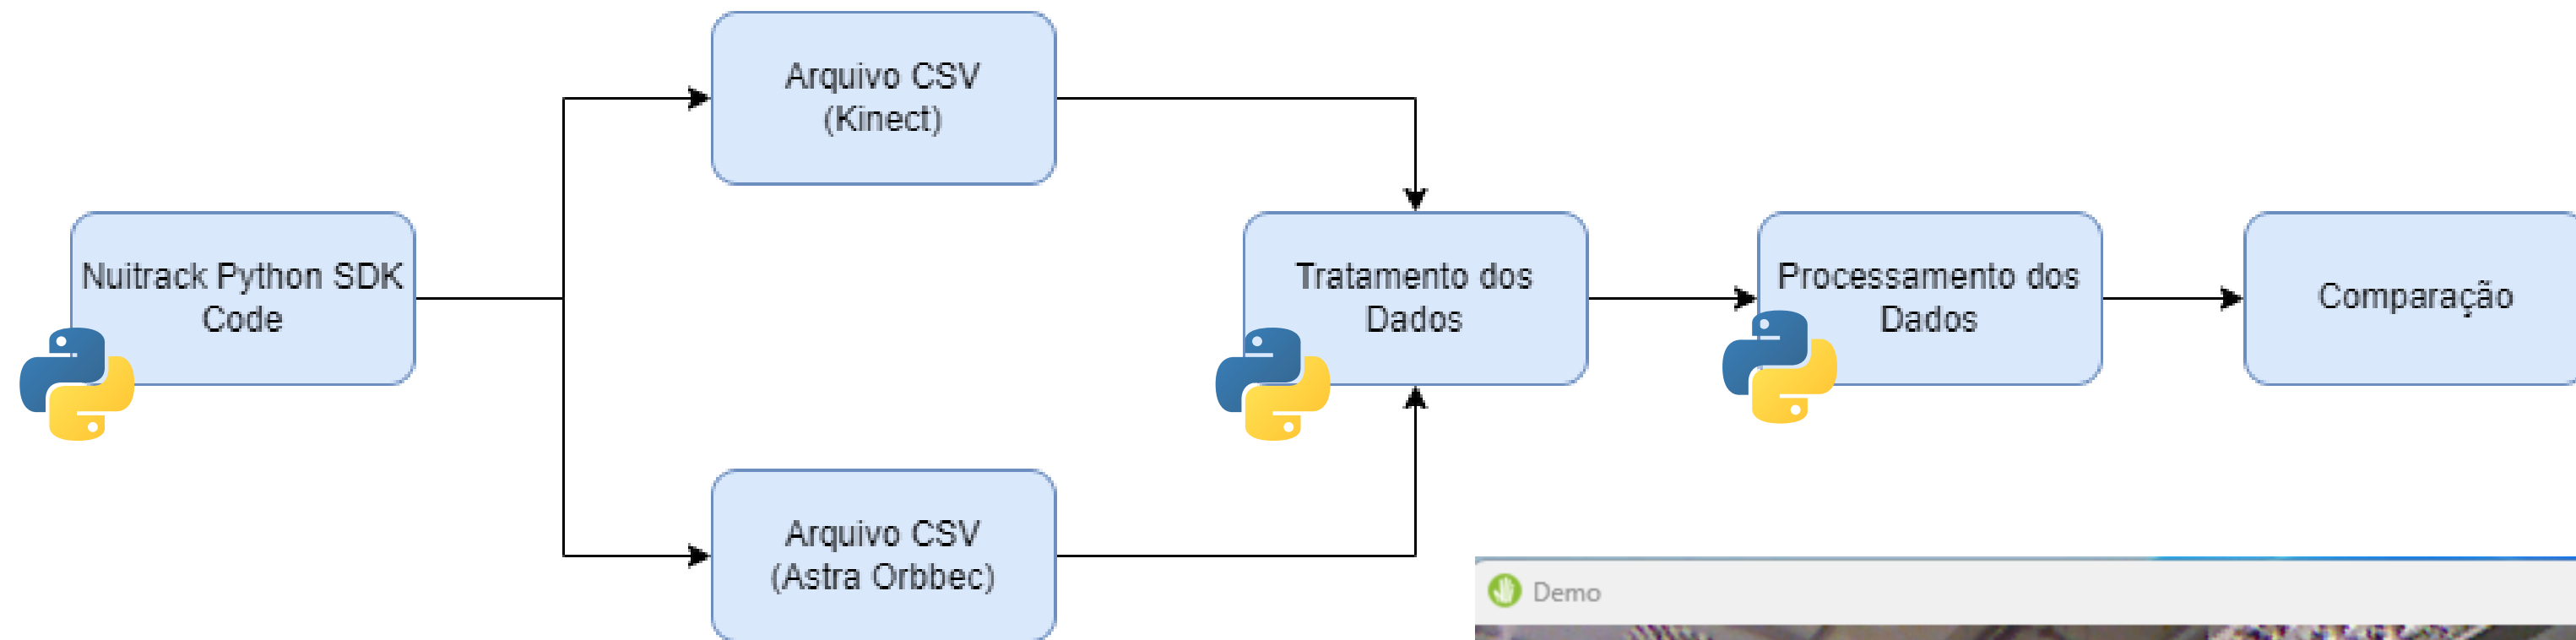 Arquivo CSV
(Kinect)
Nuitrack Python SDK
Code
Tratamento dos
Dados
Processamento dos
Dados
Comparação
Arquivo CSV
(Astra Orbbec)
Demo